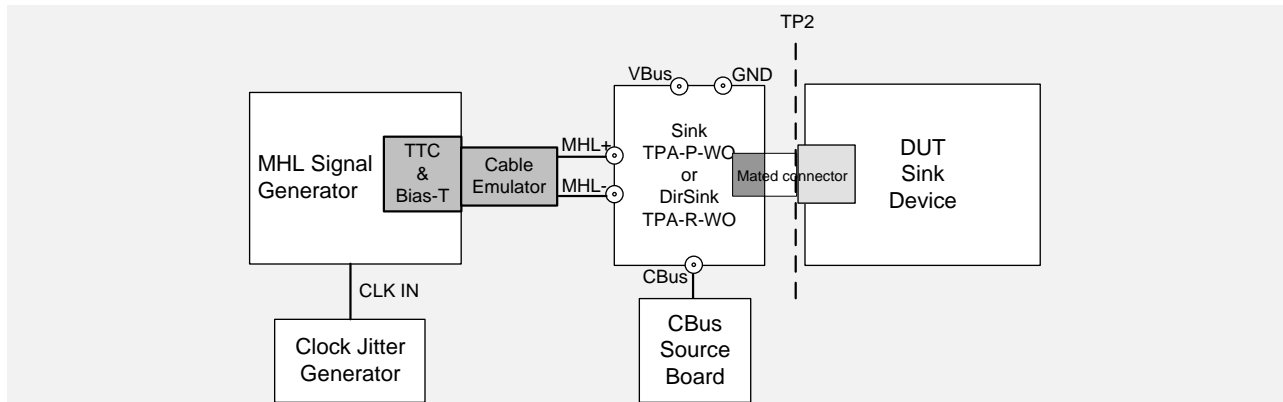 TP2
VBus
GND
MHL Signal
Generator
TTC
&
Bias-T
Cable
Emulator
MHL+
MHL-
Sink
TPA-P-WO
or
DirSink
TPA-R-WO
Mated connector
DUT
Sink
Device
CBus
CLK IN
Clock Jitter
Generator
CBus
Source
Board